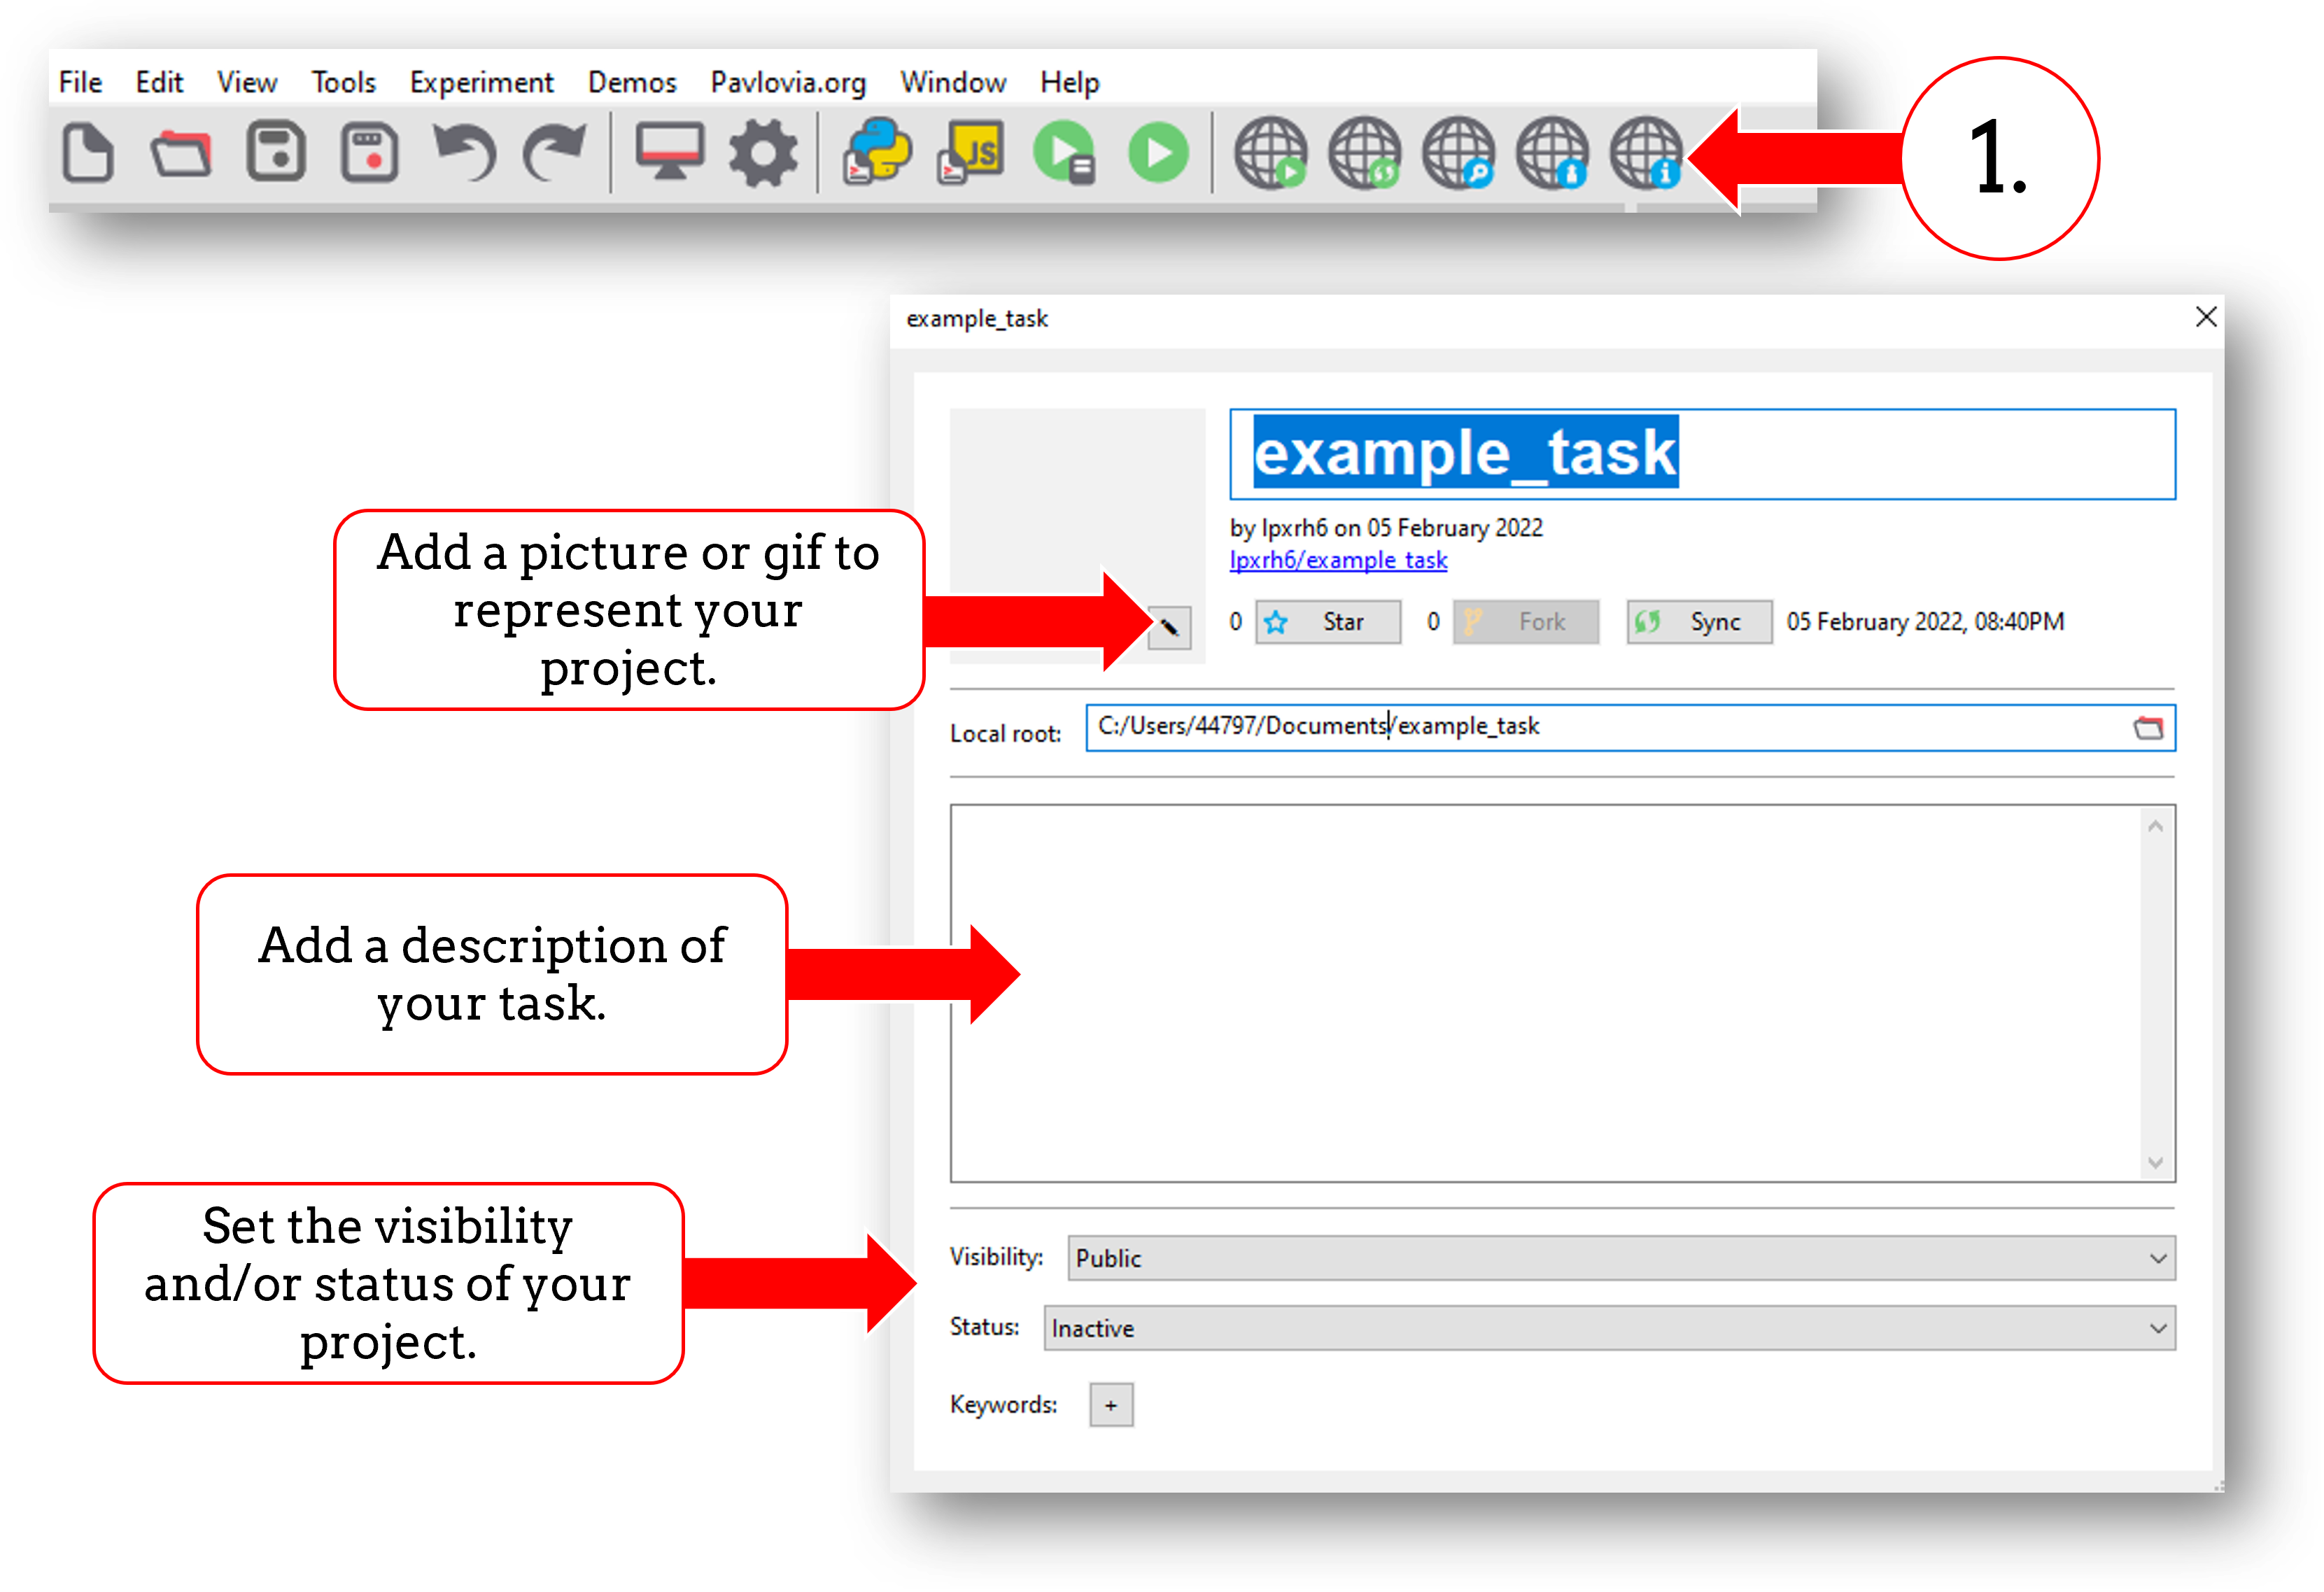 File Edit View Tools Experiment Demos Pavlovia.org Window Help
JS
1.
example_task
example_task
by lpxrh6 on 05 February 2022
lpxrh6/example_task
0 Star 0 Fork Sync 05 February 2022, 08:40PM
Add a picture or gif to
represent your
project.
Local root: C:/Users/44797/Documents/example_task
Add a description of
your task.
Set the visibility
and/or status of your
project.
Visibility: Public
Status: Inactive
Keywords: +